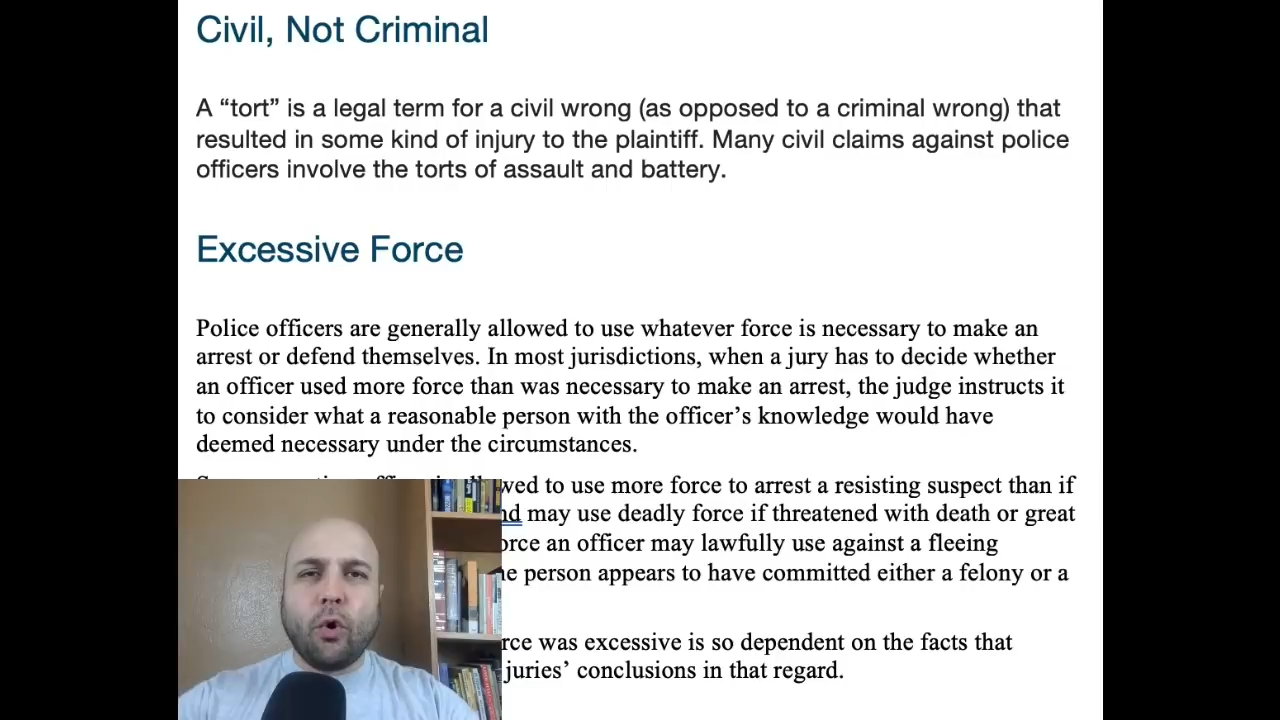 Civil, Not Criminal
A “tort” is a legal term for a civil wrong (as opposed to a criminal wrong) that
resulted in some kind of injury to the plaintiff. Many civil claims against police
officers involve the torts of assault and battery.
Excessive Force
Police officers are generally allowed to use whatever force is necessary to make an
arrest or defend themselves. In most jurisdictions, when a jury has to decide whether
an officer used more force than was necessary to make an arrest, the judge instructs it
to consider what a reasonable person with the officer’s knowledge would have
deemed necessary under the circumstances.
to use more force to arrest a resisting suspect than if
may use deadly force if threatened with death or great
an officer may lawfully use against a fleeing
person appears to have committed either a felony or a
was excessive is so dependent on the facts that
juries’ conclusions in that regard.